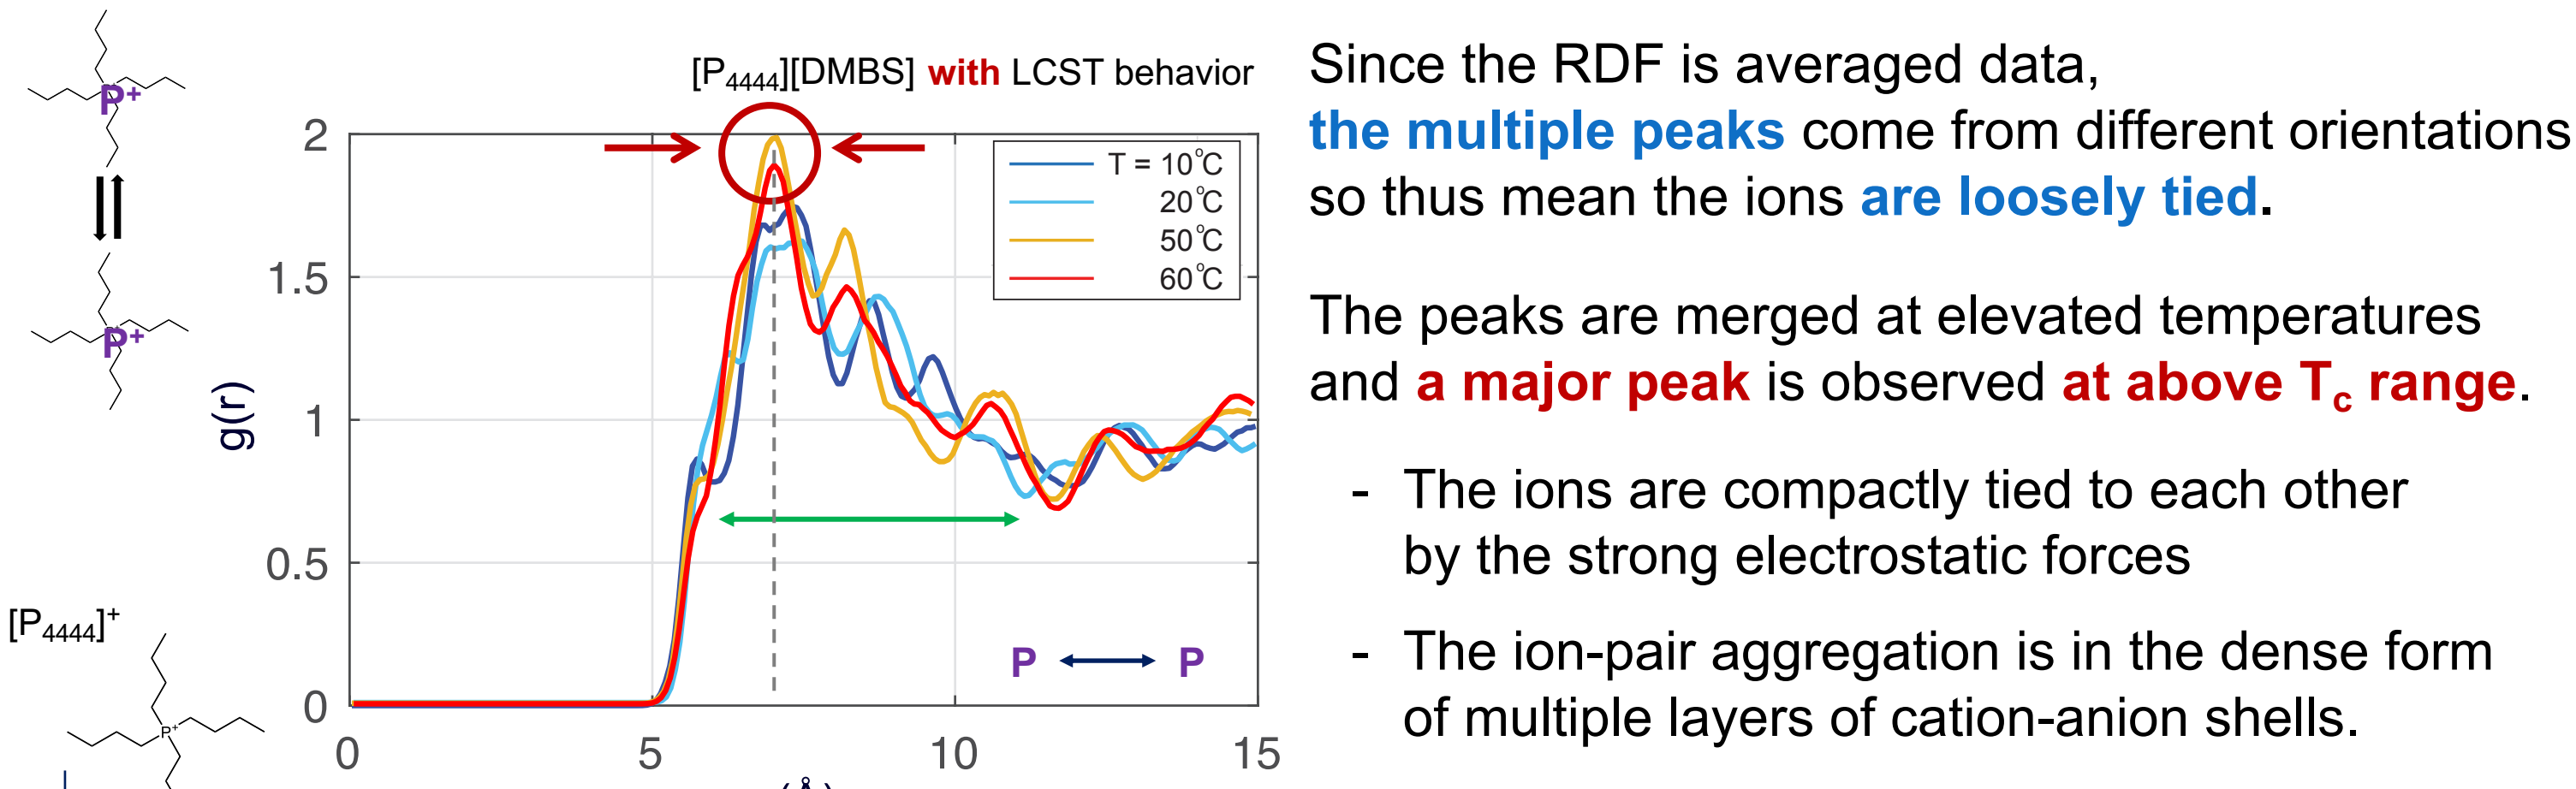 P+
P+
[P4444]+
P+
[P4444][DMBS] with LCST behavior
2
1.5
1
0.5
0
g(r)
T = 10°C
20°C
50°C
60°C
P P
0 5 10 15
(Å)
Since the RDF is averaged data,
the multiple peaks come from different orientations
so thus mean the ions are loosely tied.
The peaks are merged at elevated temperatures
and a major peak is observed at above Tc range.
- The ions are compactly tied to each other
by the strong electrostatic forces
- The ion-pair aggregation is in the dense form
of multiple layers of cation-anion shells.